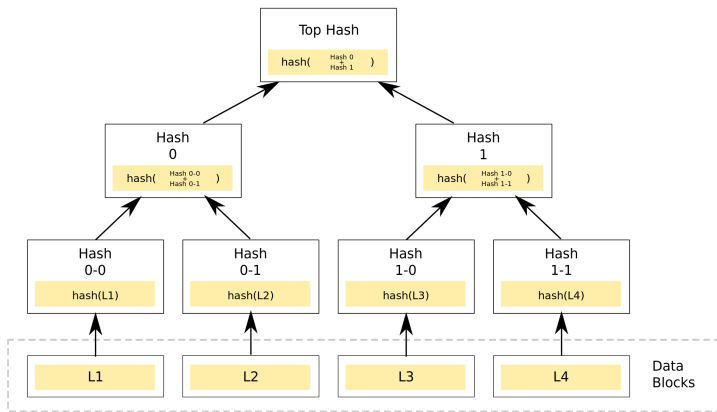 Top Hash
hash( Hash 0 + Hash 1 )
Hash
0
hash( Hash 0-0 + Hash 0-1 )
Hash
1
hash( Hash 1-0 + Hash 1-1 )
Hash
0-0
hash(L1)
Hash
0-1
hash(L2)
Hash
1-0
hash(L3)
Hash
1-1
hash(L4)
L1
L2
L3
L4
Data
Blocks